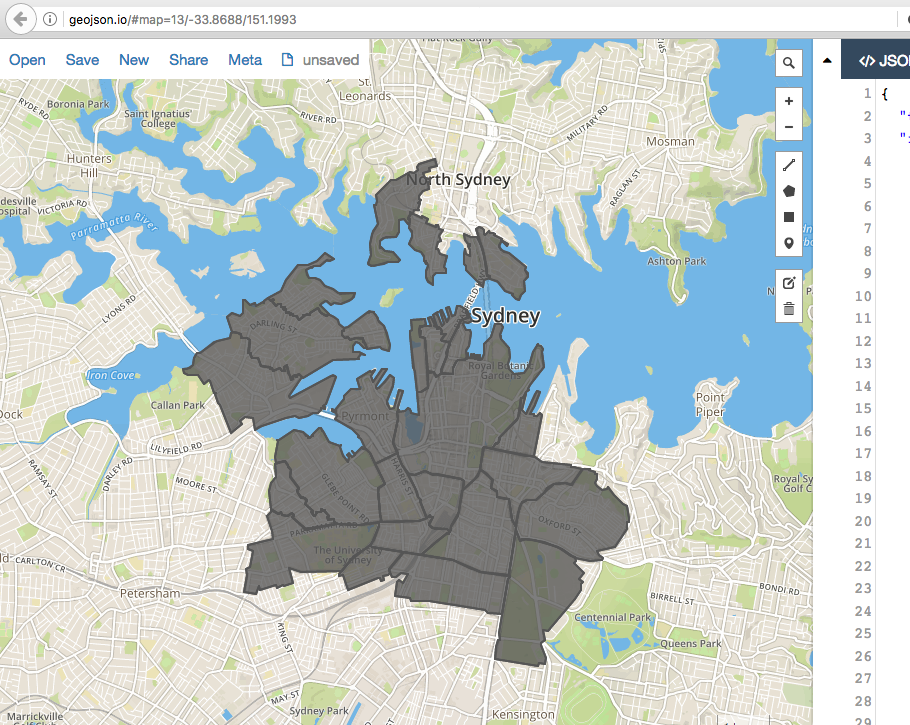 geojson.io/#map=13/-33.8688/151.1993
Open Save New Share Meta unsaved
</> JSO
1 {
2
3
4
5
6
7
8
9
10
11
12
13
14
15
16
17
18
19
20
21
22
23
24
25
26
27
28
29
St. Leonards
RYDE RD
Boronia Park
Saint Ignatius' College
RIVER RD
MILITARY RD
Mosman
Hunters Hill
North Sydney
RAGLAN ST
VICTORIA RD
Parramatta River
Ashton Park
LYONS RD
DARLING ST
Sydney
Royal Botanic Gardens
Iron Cove
Callan Park
Pyrmont
Point Piper
Dock
LILYFIELD RD
RAMSAY ST
DARLEY RD
MOORE ST
GLEBE POINT RD
HARRIS ST
Royal Sy
Golf C
OXFORD ST
The University of Sydney
CARLTON CR
Petersham
BONDI RD
BIRRELL ST
Centennial Park
Queens Park
KING ST
MAY ST
Sydney Park
Kensington
Marrickville